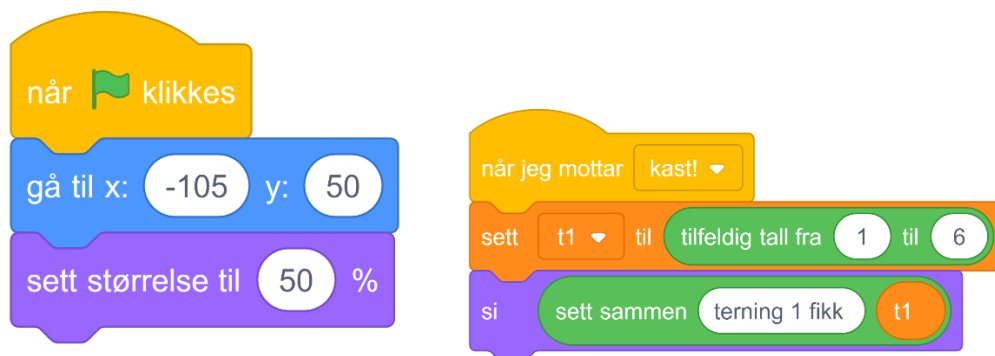 når klikkes
gå til x: -105 y: 50
sett størrelse til 50 %
når jeg mottar kast!
sett t1 til tilfeldig tall fra 1 til 6
si sett sammen terning 1 fikk t1